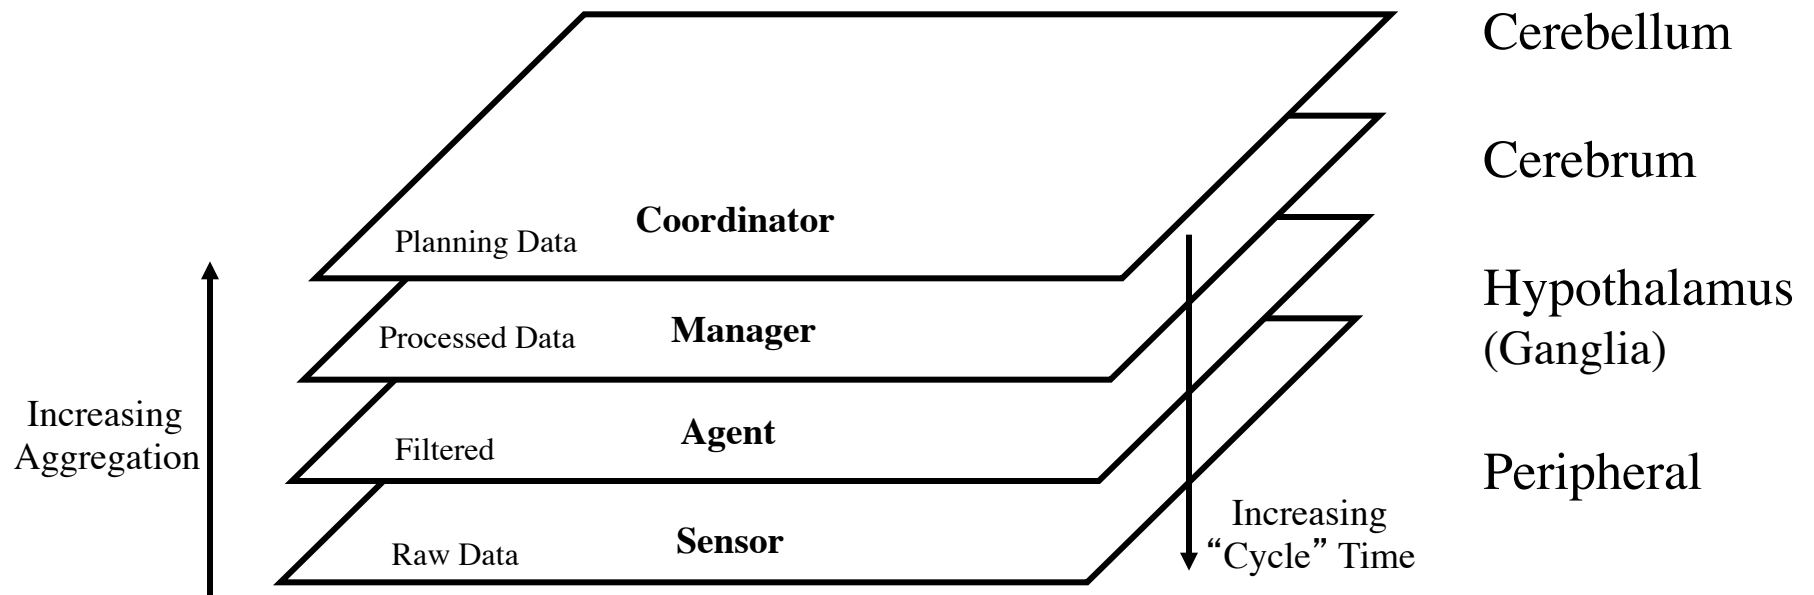 Cerebellum
Cerebrum
Coordinator
Planning Data
Hypothalamus
(Ganglia)
Manager
Processed Data
Increasing
Aggregation
Agent
Filtered
Peripheral
Increasing
“Cycle” Time
Sensor
Raw Data